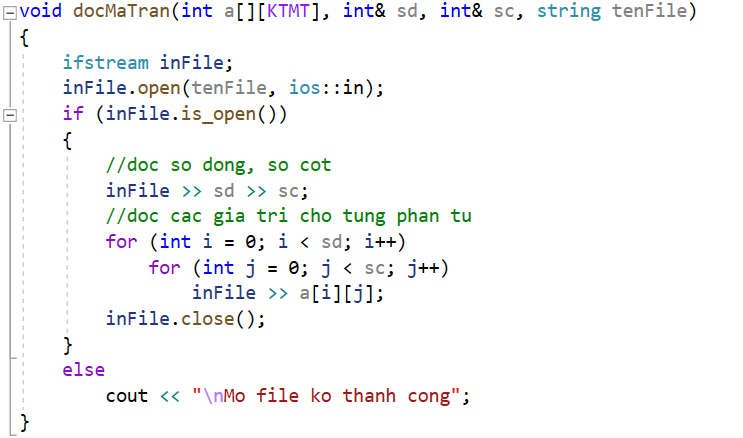 void docMaTran(int a[][KTMT], int& sd, int& sc, string tenFile)
{
    ifstream inFile;
    inFile.open(tenFile, ios::in);
    if (inFile.is_open())
    {
        //doc so dong, so cot
        inFile >> sd >> sc;
        //doc cac gia tri cho tung phan tu
        for (int i = 0; i < sd; i++)
            for (int j = 0; j < sc; j++)
                inFile >> a[i][j];
        inFile.close();
    }
    else
        cout << "\nMo file ko thanh cong";
}